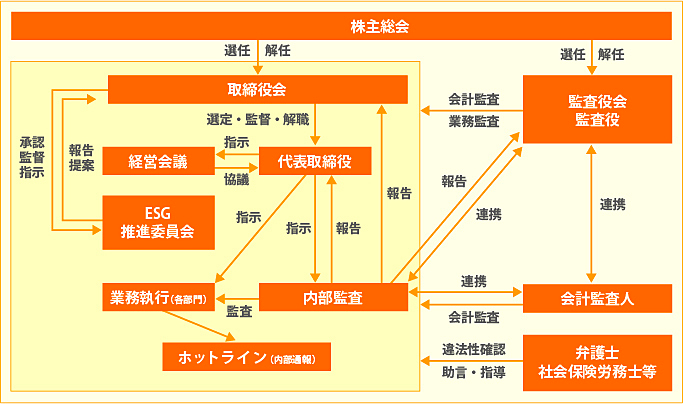 株主総会
選任 解任
選任 解任
取締役会
監査役会
監査役
会計監査
業務監査
選定・監督・解職
承認
監督
指示
報告
提案
経営会議
指示
協議
代表取締役
ESG
推進委員会
指示
指示
報告
報告
報告
連携
連携
業務執行(各部門)
監査
内部監査
連携
会計監査
会計監査人
ホットライン(内部通報)
違法性確認
助言・指導
弁護士
社会保険労務士等